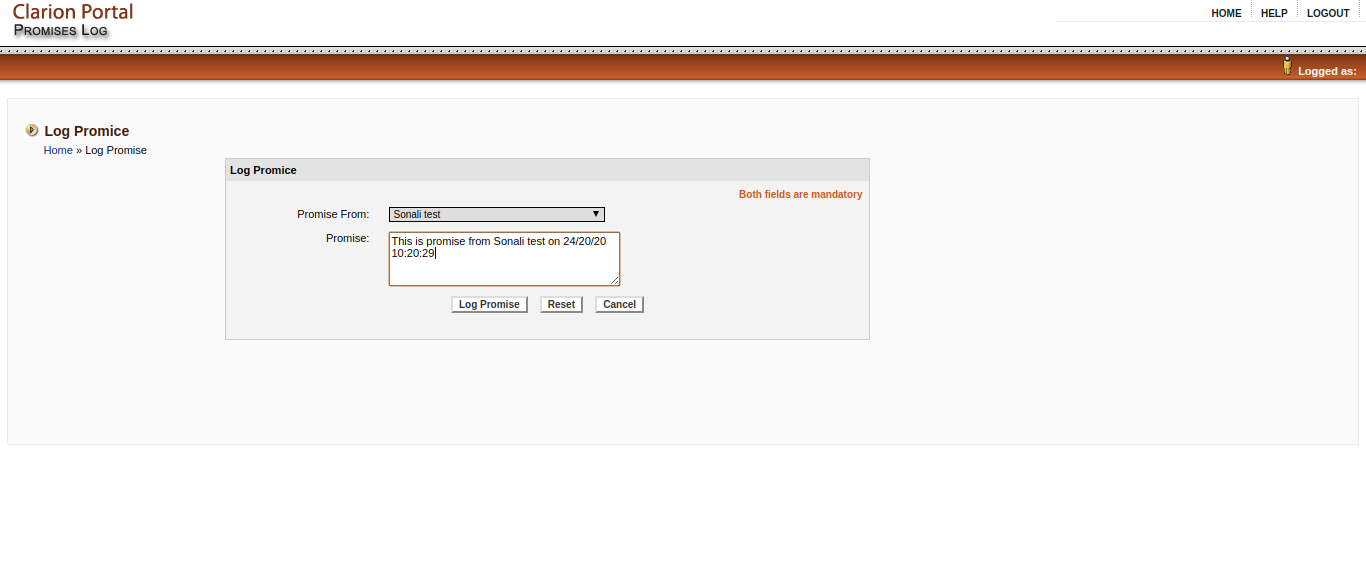 Clarion Portal
PROMISES LOG
HOME HELP LOGOUT
Logged as:
Log Promice
Home » Log Promise
Log Promice
Both fields are mandatory
Promise From: Sonali test
Promise: This is promise from Sonali test on 24/20/20
10:20:29
Log Promise Reset Cancel